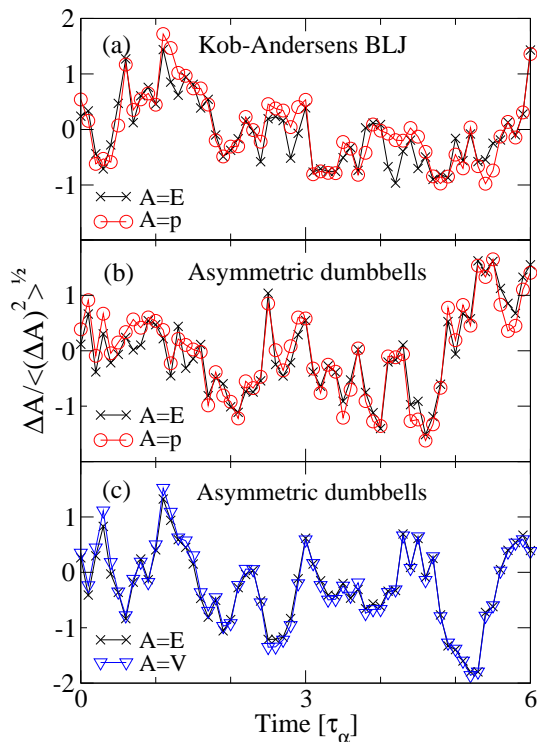 2
(a)
Kob-Andersens BLJ
1
0
-1
A=E
A=p
(b)
Asymmetric dumbbells
1
0
-1
A=E
A=p
ΔA/<(ΔA)² >^½
(c)
Asymmetric dumbbells
1
0
-1
A=E
A=V
-2
0
3
6
Time [τα]